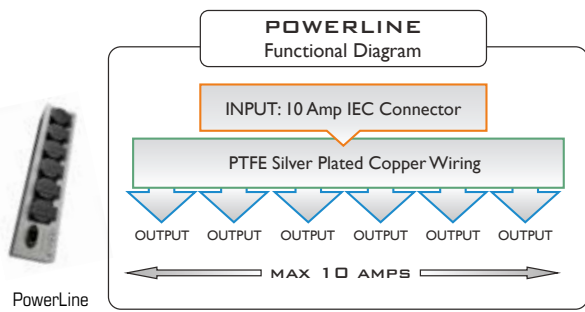 POWERLINE
Functional Diagram
INPUT: 10 Amp IEC Connector
PTFE Silver Plated Copper Wiring
OUTPUT OUTPUT OUTPUT OUTPUT OUTPUT OUTPUT
MAX 10 AMPS
PowerLine